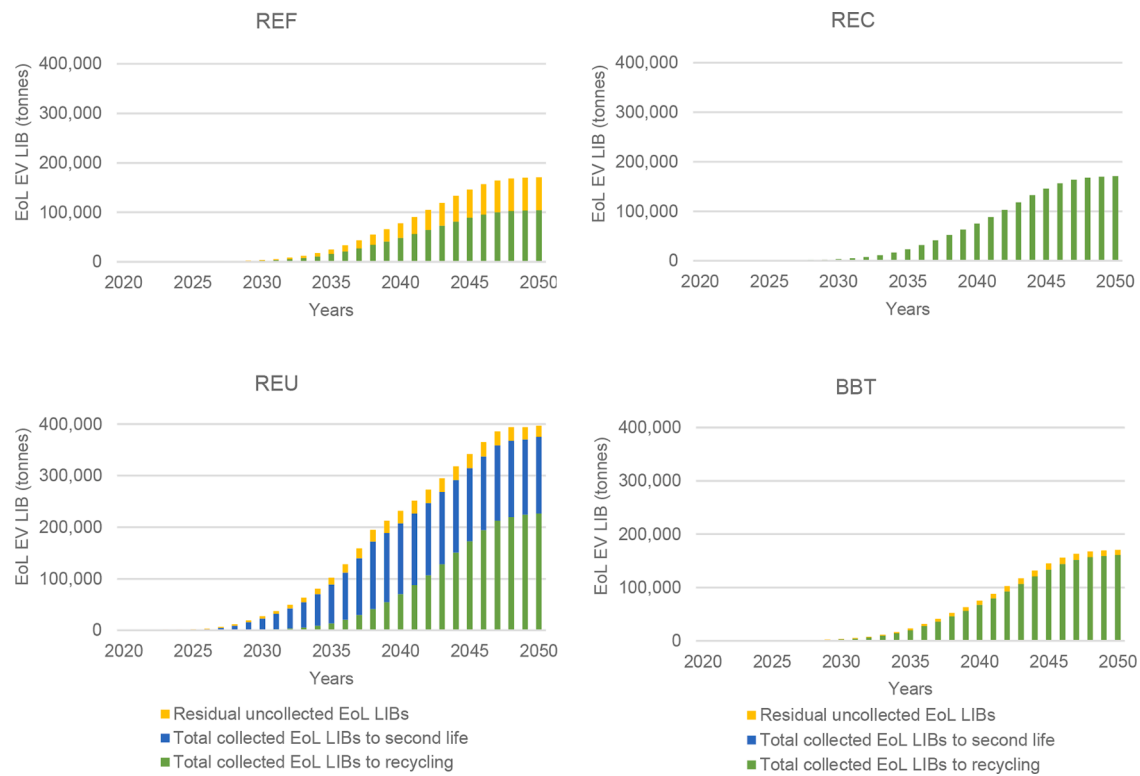 REF
EoL EV LIB (tonnes)
400,000
300,000
200,000
100,000
0
2020 2025 2030 2035 2040 2045 2050
Years
REC
EoL EV LIB (tonnes)
400,000
300,000
200,000
100,000
0
2020 2025 2030 2035 2040 2045 2050
Years
REU
EoL EV LIB (tonnes)
400,000
300,000
200,000
100,000
0
2020 2025 2030 2035 2040 2045 2050
Years
Residual uncollected EoL LIBs
Total collected EoL LIBs to second life
Total collected EoL LIBs to recycling
BBT
EoL EV LIB (tonnes)
400,000
300,000
200,000
100,000
0
2020 2025 2030 2035 2040 2045 2050
Years
Residual uncollected EoL LIBs
Total collected EoL LIBs to second life
Total collected EoL LIBs to recycling